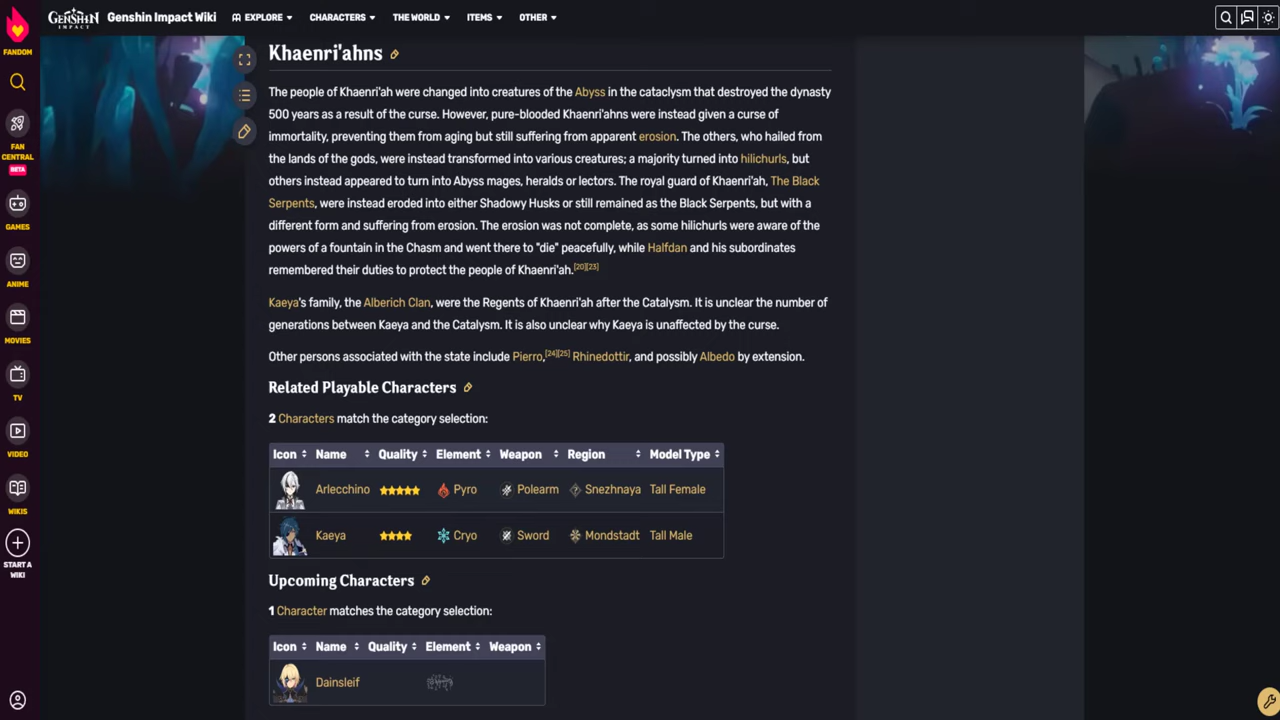 GENSHIN IMPACT
Genshin Impact Wiki
EXPLORE
CHARACTERS
THE WORLD
ITEMS
OTHER
FANDOM
FAN CENTRAL
BETA
GAMES
ANIME
MOVIES
TV
VIDEO
WIKIS
START A WIKI
Khaenri'ahns
The people of Khaenri'ah were changed into creatures of the Abyss in the cataclysm that destroyed the dynasty
500 years as a result of the curse. However, pure-blooded Khaenri'ahns were instead given a curse of
immortality, preventing them from aging but still suffering from apparent erosion. The others, who hailed from
the lands of the gods, were instead transformed into various creatures; a majority turned into hilichurls, but
others instead appeared to turn into Abyss mages, heralds or lectors. The royal guard of Khaenri'ah, The Black
Serpents, were instead eroded into either Shadowy Husks or still remained as the Black Serpents, but with a
different form and suffering from erosion. The erosion was not complete, as some hilichurls were aware of the
powers of a fountain in the Chasm and went there to "die" peacefully, while Halfdan and his subordinates
remembered their duties to protect the people of Khaenri'ah.[20][23]
Kaeya's family, the Alberich Clan, were the Regents of Khaenri'ah after the Catalysm. It is unclear the number of
generations between Kaeya and the Catalysm. It is also unclear why Kaeya is unaffected by the curse.
Other persons associated with the state include Pierro,[24][25] Rhinedottir, and possibly Albedo by extension.
Related Playable Characters
2 Characters match the category selection:
Icon Name Quality Element Weapon Region Model Type
Arlecchino Pyro Polearm Snezhnaya Tall Female
Kaeya Cryo Sword Mondstadt Tall Male
Upcoming Characters
1 Character matches the category selection:
Icon Name Quality Element Weapon
Dainsleif